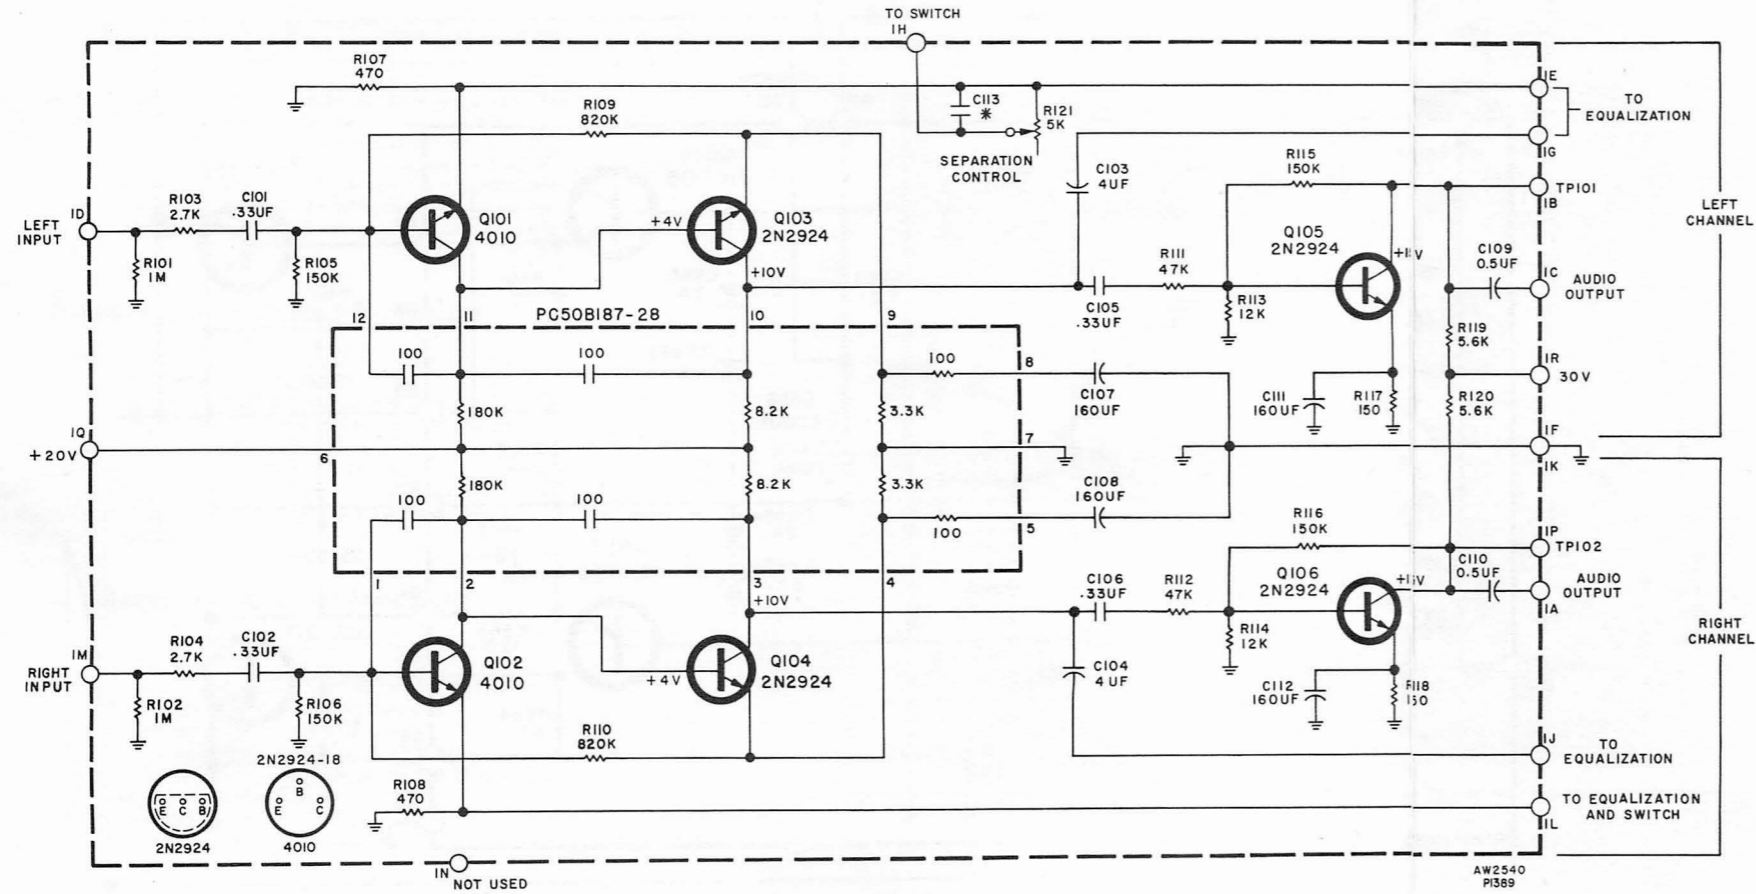 TO SWITCH
1H
R107
470
R109
820K
C113
*
R121
5K
SEPARATION
CONTROL
1E
TO
EQUALIZATION
1G
C103
4UF
R115
150K
TP101
1B
LEFT
CHANNEL
1D
LEFT
INPUT
R103
2.7K
C101
.33UF
R101
1M
R105
150K
Q101
4010
+4V
Q103
2N2924
+10V
R111
47K
Q105
2N2924
C109
0.5UF
1C
AUDIO
OUTPUT
C105
.33UF
R113
12K
12
11
PC50B187-28
10
9
100
100
100
8
C107
160UF
C111
160UF
R117
150
R119
5.6K
1R
30V
R120
5.6K
180K
8.2K
3.3K
1Q
+20V
6
7
1F
1K
180K
8.2K
3.3K
100
100
100
5
C108
160UF
R116
150K
1P
TP102
1
2
3
4
+10V
C106
.33UF
R112
47K
Q106
2N2924
C110
0.5UF
AUDIO
OUTPUT
1A
R114
12K
RIGHT
CHANNEL
1M
RIGHT
INPUT
R104
2.7K
C102
.33UF
R102
1M
R106
150K
Q102
4010
+4V
Q104
2N2924
C104
4UF
C112
160UF
R110
820K
1J
TO
EQUALIZATION
2N2924-18
B
E C B
E C
2N2924
4010
R108
470
TO EQUALIZATION
AND SWITCH
1L
1N
NOT USED
AW2540
P1389